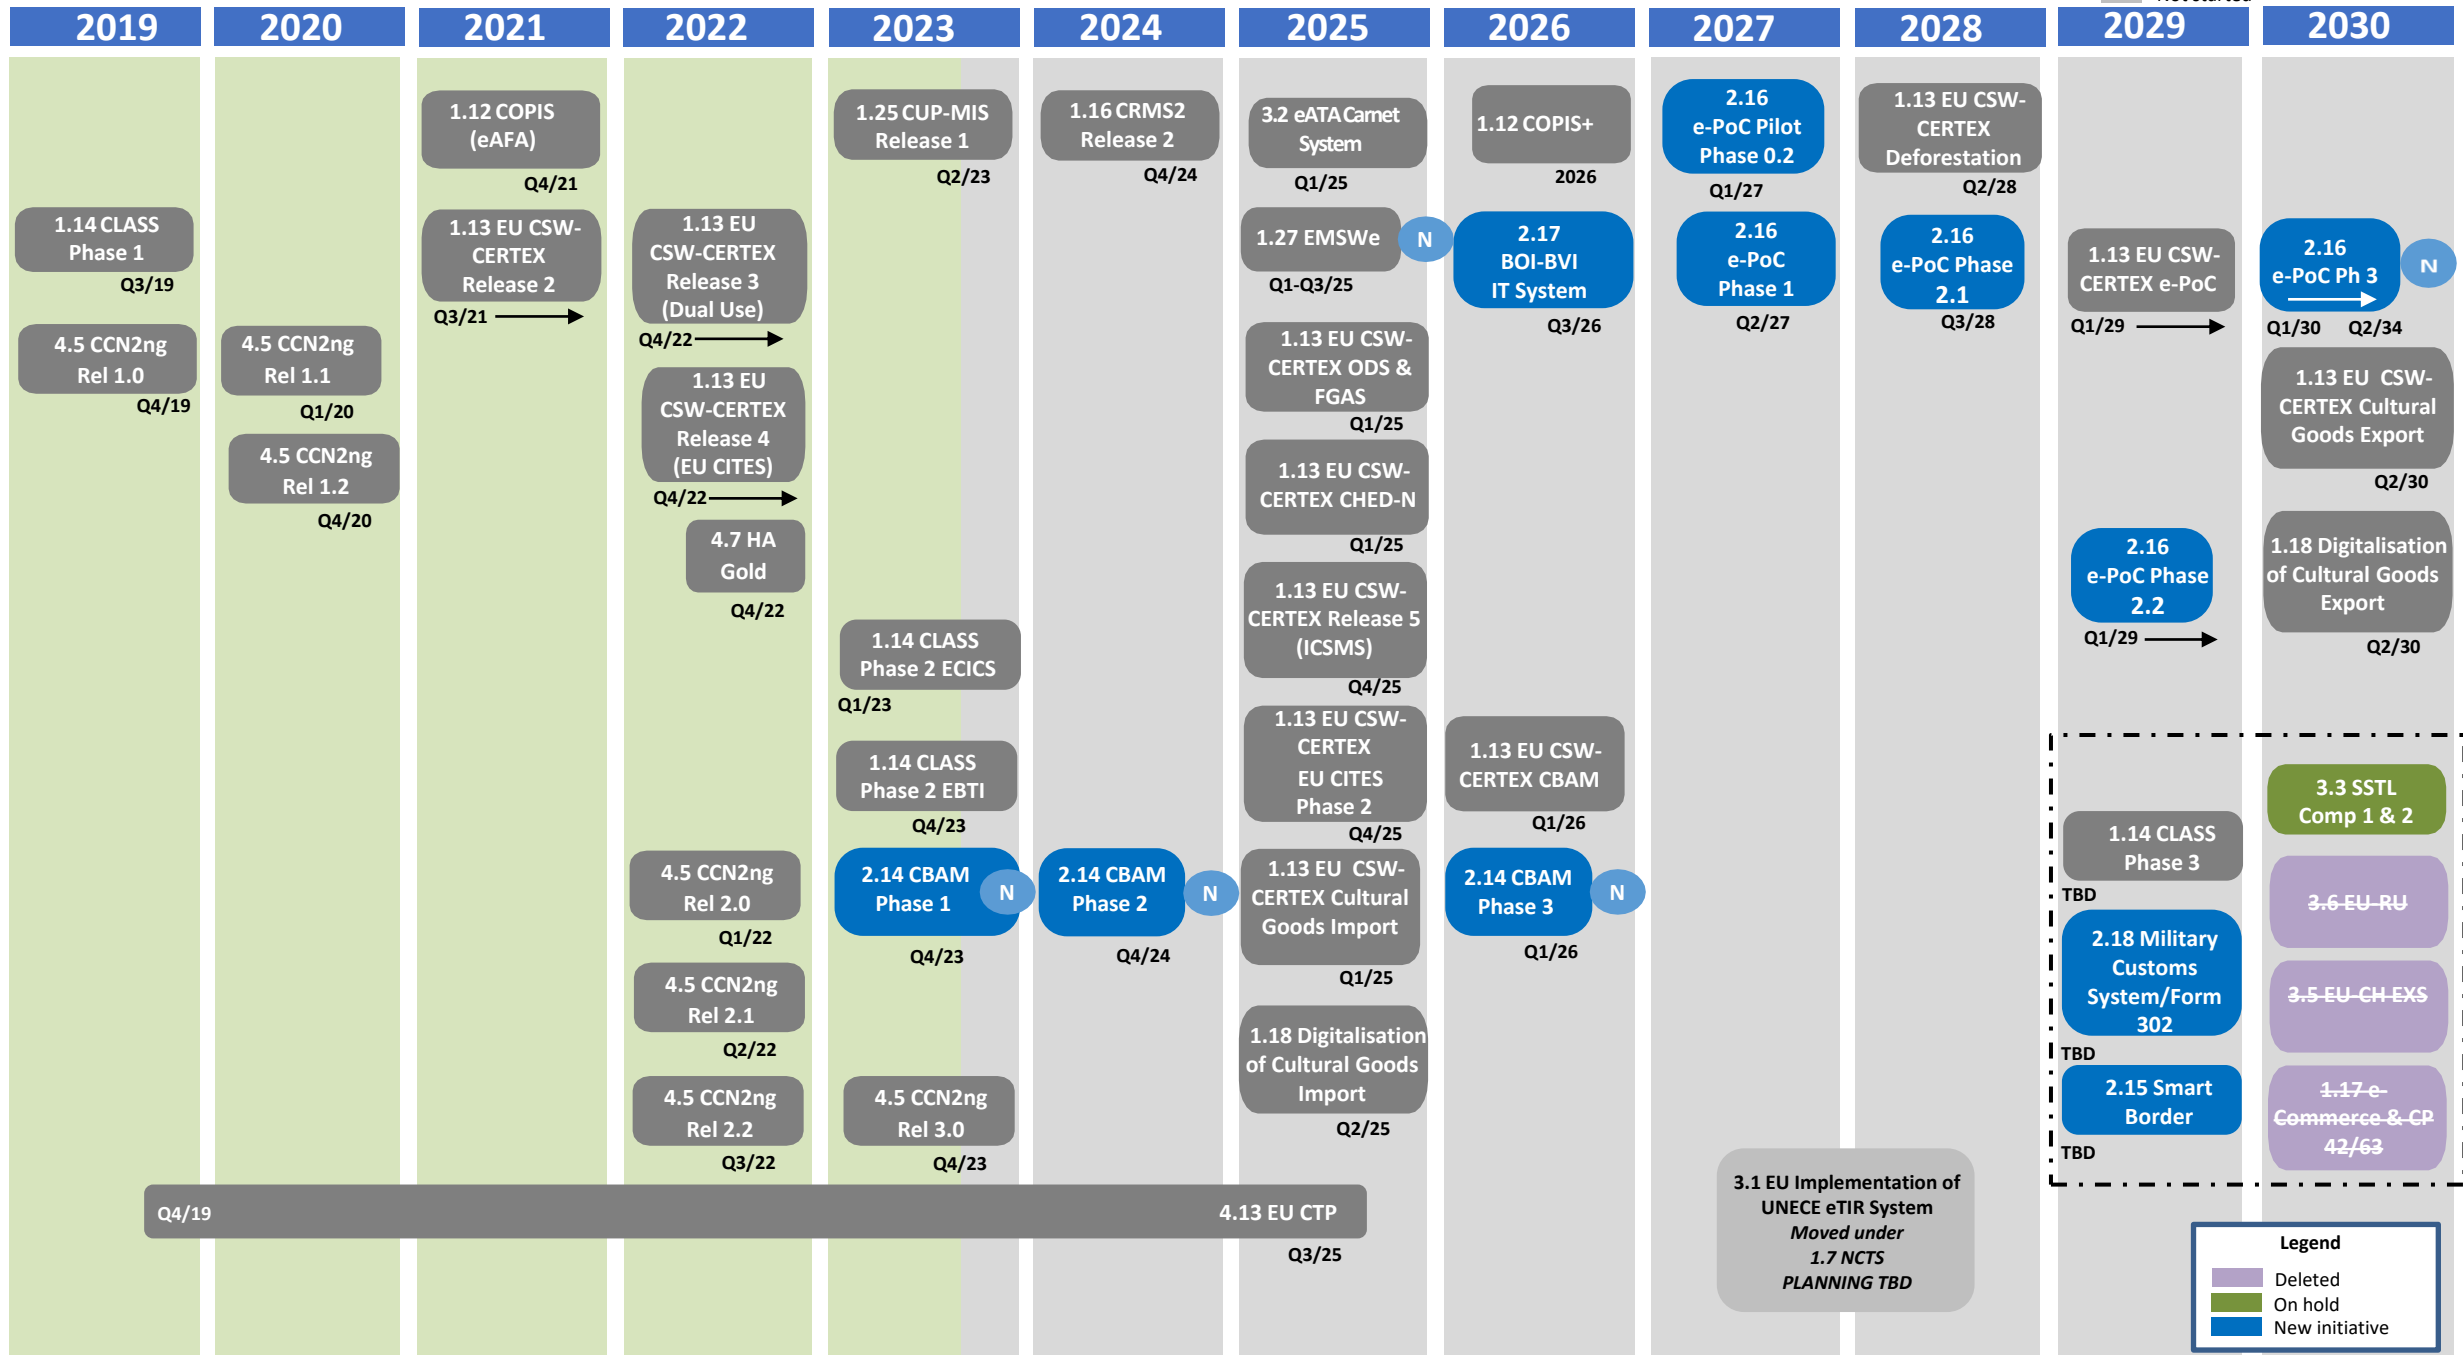 Not started
2019
2020
2021
2022
2023
2024
2025
2026
2027
2028
2029
2030
1.14 CLASS
Phase 1
Q3/19
4.5 CCN2ng
Rel 1.0
Q4/19
4.5 CCN2ng
Rel 1.1
Q1/20
4.5 CCN2ng
Rel 1.2
Q4/20
1.12 COPIS
(eAFA)
Q4/21
1.13 EU CSW-
CERTEX
Release 2
Q3/21
1.13 EU
CSW-CERTEX
Release 3
(Dual Use)
Q4/22
1.13 EU
CSW-CERTEX
Release 4
(EU CITES)
Q4/22
4.7 HA
Gold
Q4/22
4.5 CCN2ng
Rel 2.0
Q1/22
4.5 CCN2ng
Rel 2.1
Q2/22
4.5 CCN2ng
Rel 2.2
Q3/22
1.25 CUP-MIS
Release 1
Q2/23
1.14 CLASS
Phase 2 ECICS
Q1/23
1.14 CLASS
Phase 2 EBTI
Q4/23
2.14 CBAM
Phase 1
N
Q4/23
4.5 CCN2ng
Rel 3.0
Q4/23
1.16 CRMS2
Release 2
Q4/24
2.14 CBAM
Phase 2
N
Q4/24
3.2 eATA Carnet
System
Q1/25
1.27 EMSWe
N
Q1-Q3/25
1.13 EU CSW-
CERTEX ODS &
FGAS
Q1/25
1.13 EU CSW-
CERTEX CHED-N
Q1/25
1.13 EU CSW-
CERTEX Release 5
(ICSMS)
Q4/25
1.13 EU CSW-
CERTEX
EU CITES
Phase 2
Q4/25
1.13 EU CSW-
CERTEX Cultural
Goods Import
Q1/25
1.18 Digitalisation
of Cultural Goods
Import
Q2/25
Q4/19
4.13 EU CTP
Q3/25
1.12 COPIS+
2026
2.17
BOI-BVI
IT System
Q3/26
1.13 EU CSW-
CERTEX CBAM
Q1/26
2.14 CBAM
Phase 3
N
Q1/26
2.16
e-PoC Pilot
Phase 0.2
Q1/27
2.16
e-PoC
Phase 1
Q2/27
3.1 EU Implementation of
UNECE eTIR System
Moved under
1.7 NCTS
PLANNING TBD
1.13 EU CSW-
CERTEX
Deforestation
Q2/28
2.16
e-PoC Phase
2.1
Q3/28
1.13 EU CSW-
CERTEX e-PoC
Q1/29
2.16
e-PoC Phase
2.2
Q1/29
1.14 CLASS
Phase 3
TBD
2.18 Military
Customs
System/Form
302
TBD
2.15 Smart
Border
TBD
2.16
e-PoC Ph 3
N
Q1/30 Q2/34
1.13 EU CSW-
CERTEX Cultural
Goods Export
Q2/30
1.18 Digitalisation
of Cultural Goods
Export
Q2/30
3.3 SSTL
Comp 1 & 2
3.6 EU-RU
3.5 EU-CH EXS
1.17 e-
Commerce & CP
42/63
Legend
Deleted
On hold
New initiative